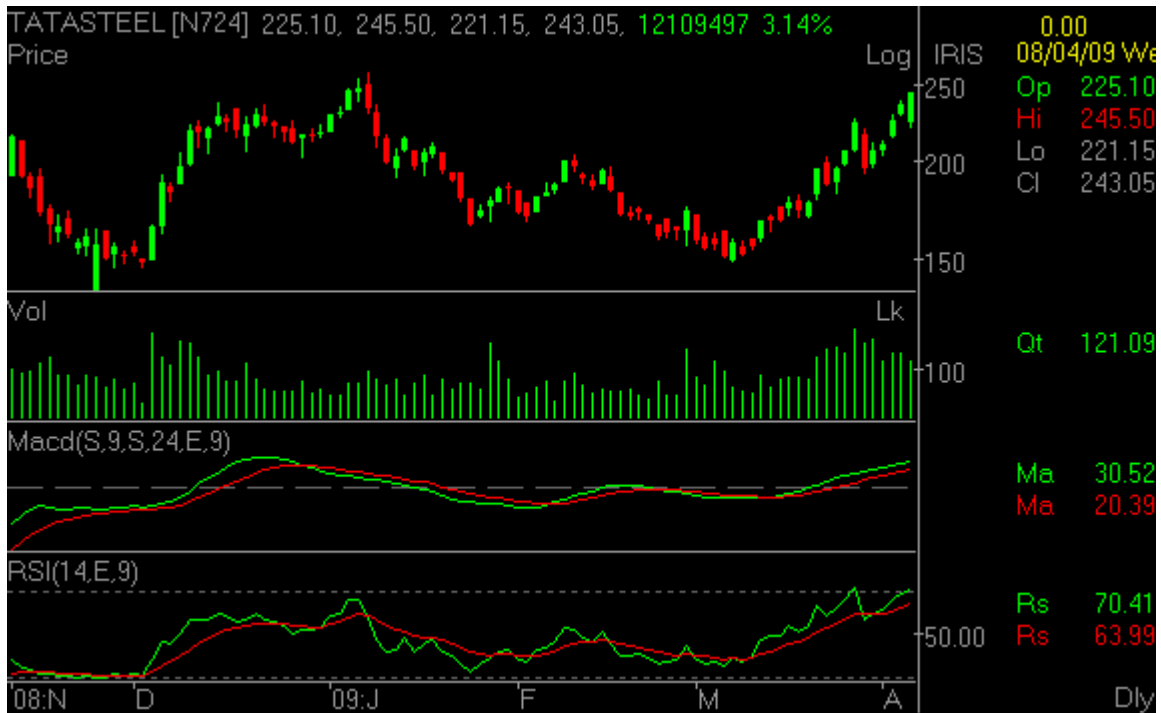 TATASTEEL [N724] 225.10, 245.50, 221.15, 243.05, 12109497 3.14%
0.00
Price
Log
IRIS
08/04/09 We
250
Op 225.10
Hi 245.50
200
Lo 221.15
Cl 243.05
150
Vol
Lk
Qt 121.09
100
Macd(S,9,S,24,E,9)
Ma 30.52
Ma 20.39
RSI(14,E,9)
Rs 70.41
50.00
Rs 63.99
08:N D 09:J F M A
Dly